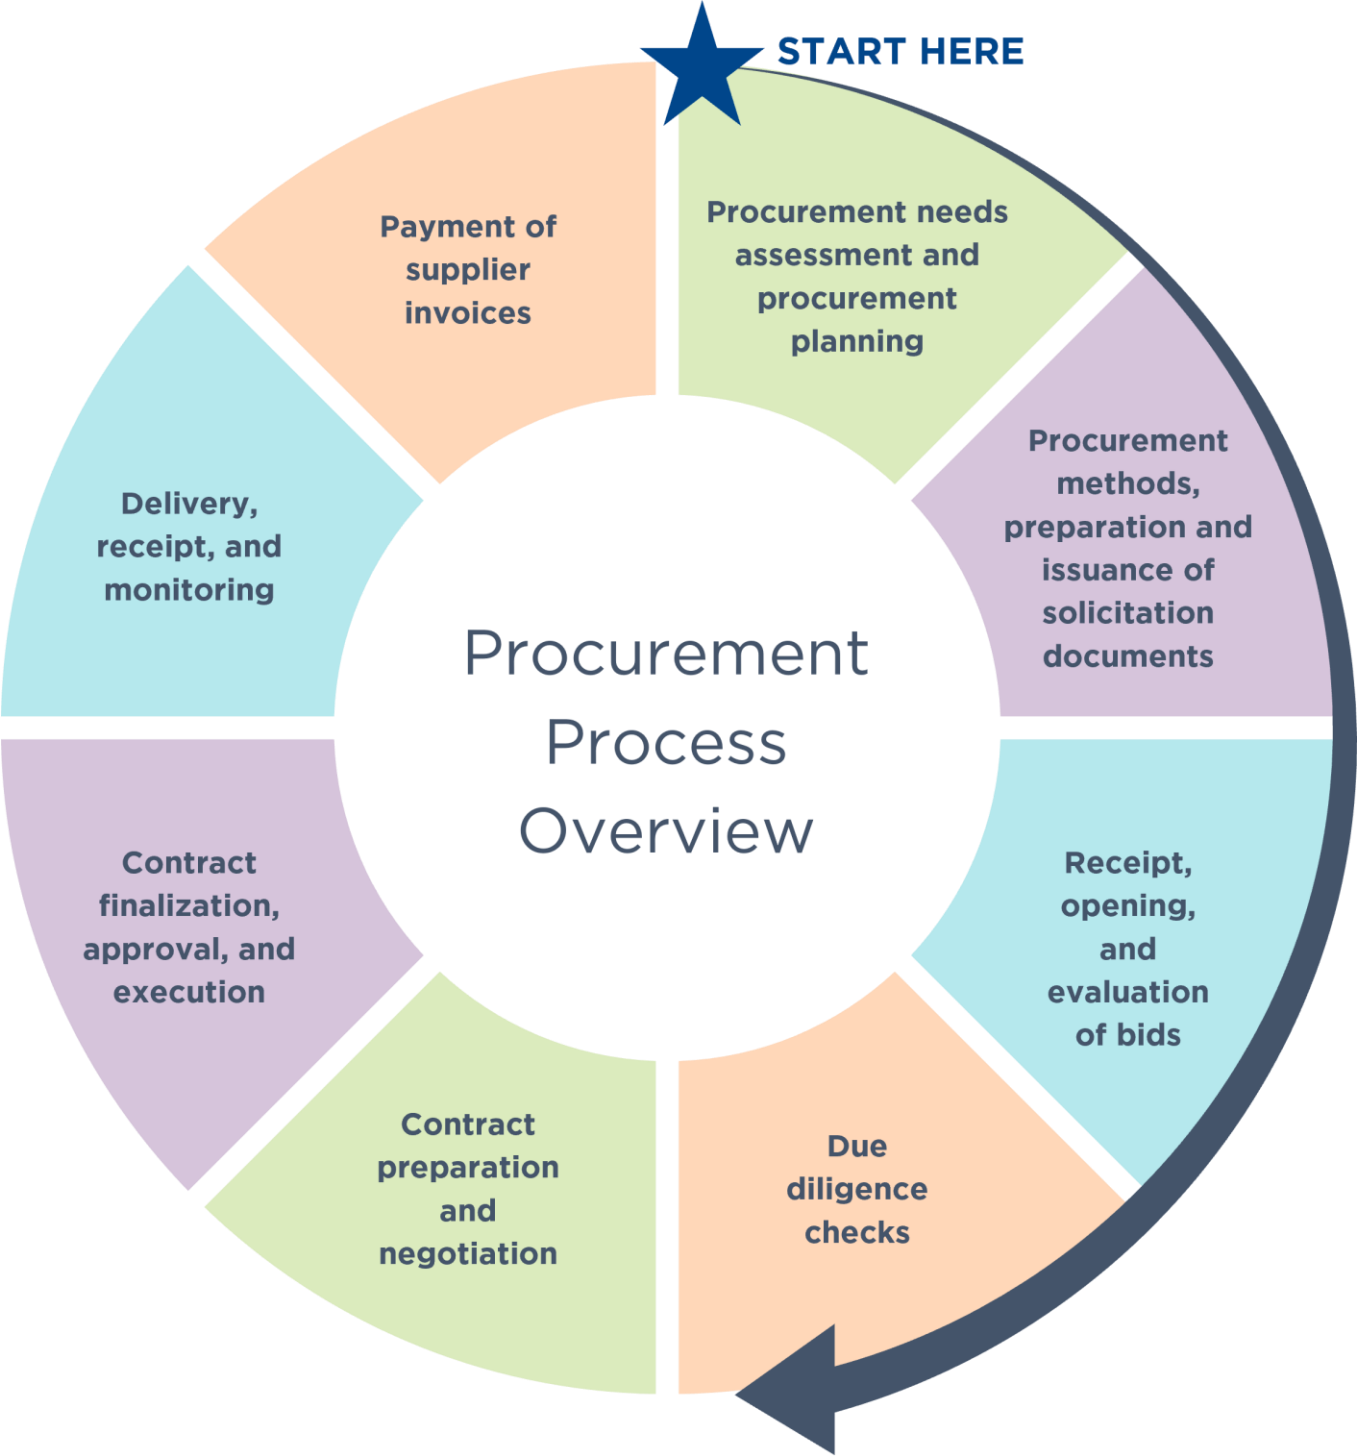 START HERE
Procurement needs
assessment and
procurement
planning
Procurement
methods,
preparation and
issuance of
solicitation
documents
Receipt,
opening,
and
evaluation
of bids
Due
diligence
checks
Contract
preparation
and
negotiation
Contract
finalization,
approval, and
execution
Delivery,
receipt, and
monitoring
Payment of
supplier
invoices
Procurement
Process
Overview